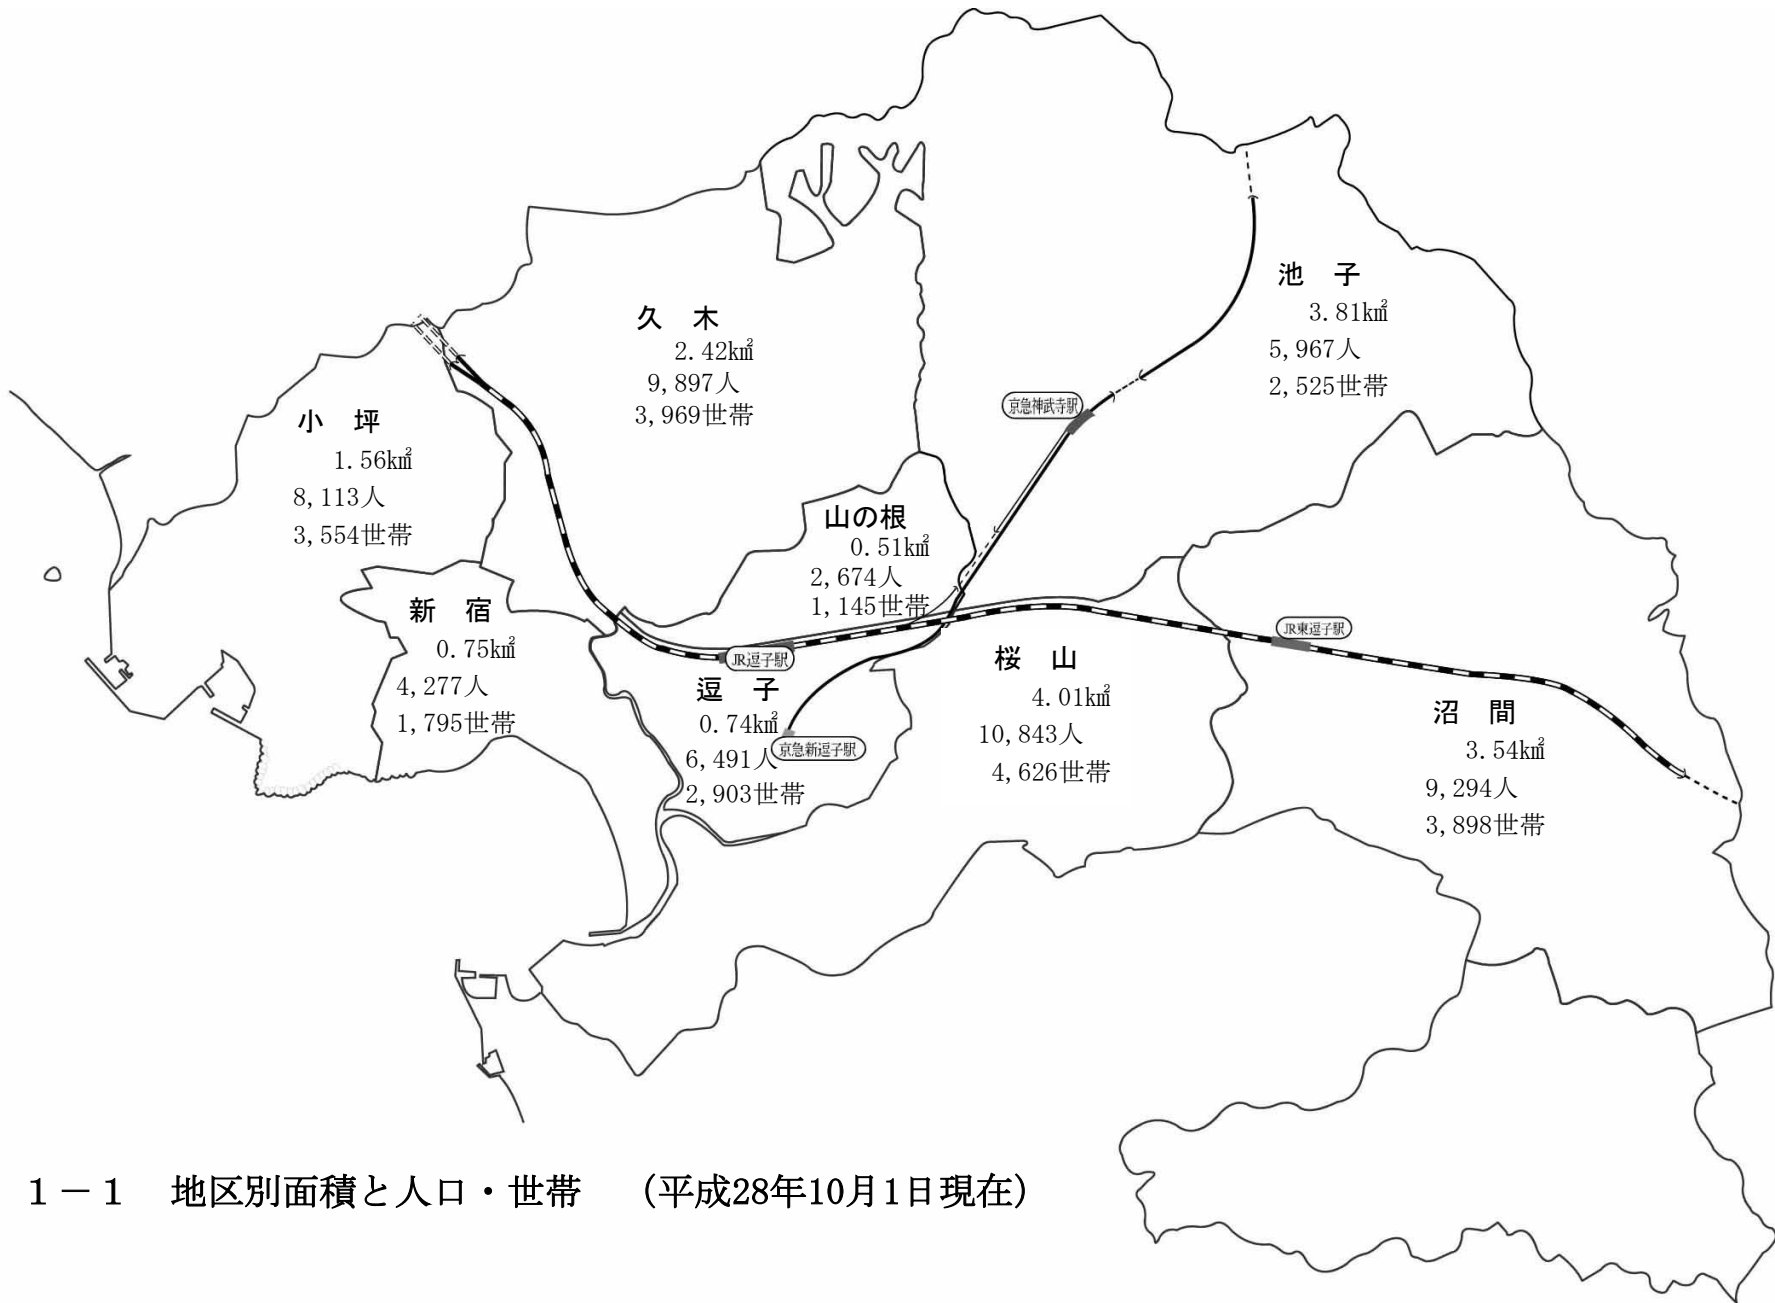 池　子
3.81k㎡
5,967人
2,525世帯
久　木
2.42k㎡
9,897人
3,969世帯
京急神武寺駅
小　坪
1.56k㎡
8,113人
3,554世帯
山の根
0.51k㎡
2,674人
1,145世帯
新　宿
0.75k㎡
4,277人
1,795世帯
JR逗子駅
逗　子
0.74k㎡
6,491人
2,903世帯
京急新逗子駅
桜　山
4.01k㎡
10,843人
4,626世帯
JR東逗子駅
沼　間
3.54k㎡
9,294人
3,898世帯
１－１　地区別面積と人口・世帯　（平成28年10月1日現在）